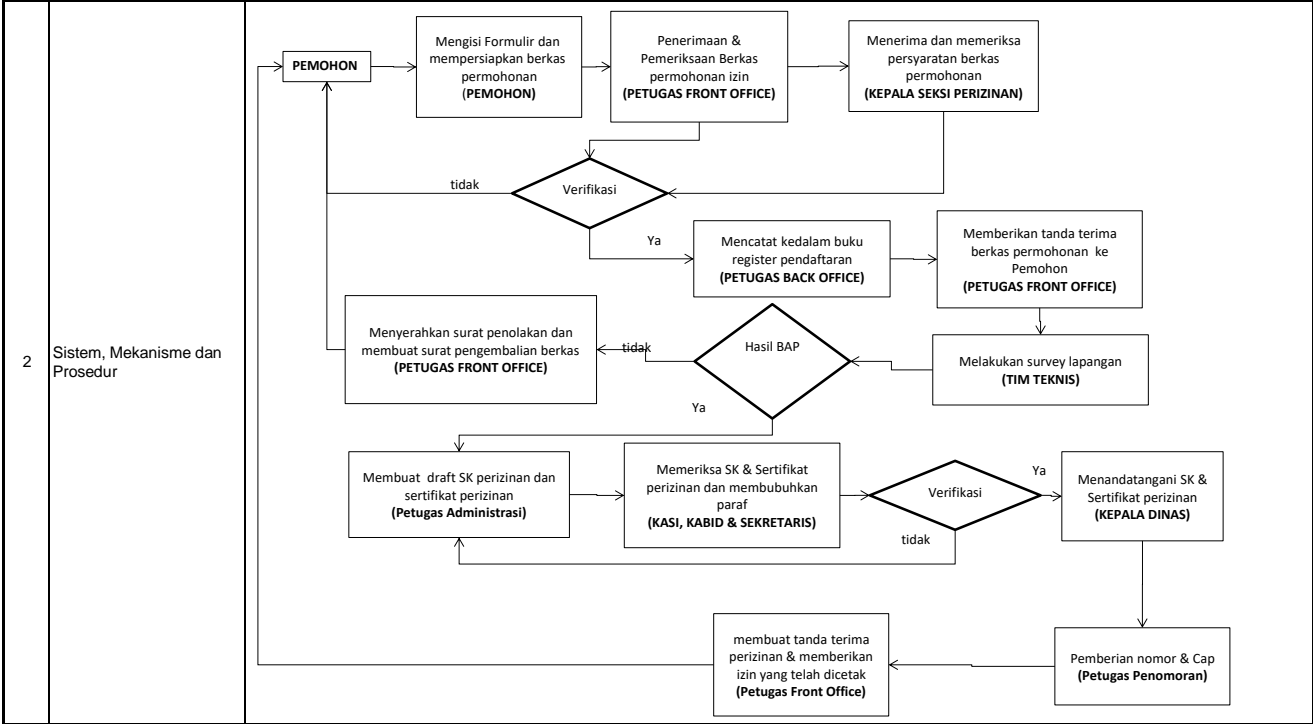 2
Sistem, Mekanisme dan
Prosedur
PEMOHON
Mengisi Formulir dan
mempersiapkan berkas
permohonan
(PEMOHON)
Penerimaan &
Pemeriksaan Berkas
permohonan izin
(PETUGAS FRONT OFFICE)
Menerima dan memeriksa
persyaratan berkas
permohonan
(KEPALA SEKSI PERIZINAN)
tidak
Verifikasi
Ya
Mencatat kedalam buku
register pendaftaran
(PETUGAS BACK OFFICE)
Memberikan tanda terima
berkas permohonan ke
Pemohon
(PETUGAS FRONT OFFICE)
Menyerahkan surat penolakan dan
membuat surat pengembalian berkas
(PETUGAS FRONT OFFICE)
tidak
Hasil BAP
Melakukan survey lapangan
(TIM TEKNIS)
Ya
Membuat draft SK perizinan dan
sertifikat perizinan
(Petugas Administrasi)
Memeriksa SK & Sertifikat
perizinan dan membubuhkan
paraf
(KASI, KABID & SEKRETARIS)
Verifikasi
Ya
tidak
Menandatangani SK &
Sertifikat perizinan
(KEPALA DINAS)
membuat tanda terima
perizinan & memberikan
izin yang telah dicetak
(Petugas Front Office)
Pemberian nomor & Cap
(Petugas Penomoran)